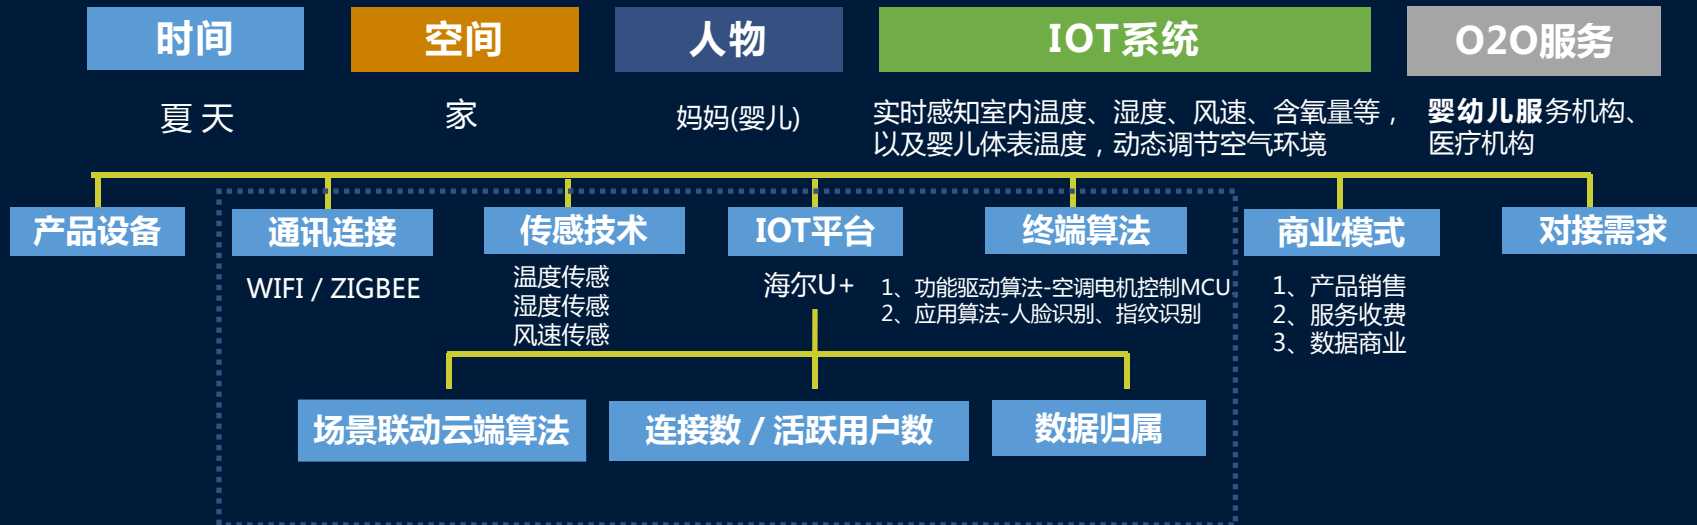 时间
空间
人物
IOT系统
O2O服务
夏 天
家
妈妈(婴儿)
实时感知室内温度、湿度、风速、含氧量等，
以及婴儿体表温度，动态调节空气环境
婴幼儿服务机构、
医疗机构
产品设备
通讯连接
传感技术
IOT平台
终端算法
商业模式
对接需求
WIFI / ZIGBEE
温度传感
湿度传感
风速传感
海尔U+
1、功能驱动算法-空调电机控制MCU
2、应用算法-人脸识别、指纹识别
1、产品销售
2、服务收费
3、数据商业
场景联动云端算法
连接数 / 活跃用户数
数据归属